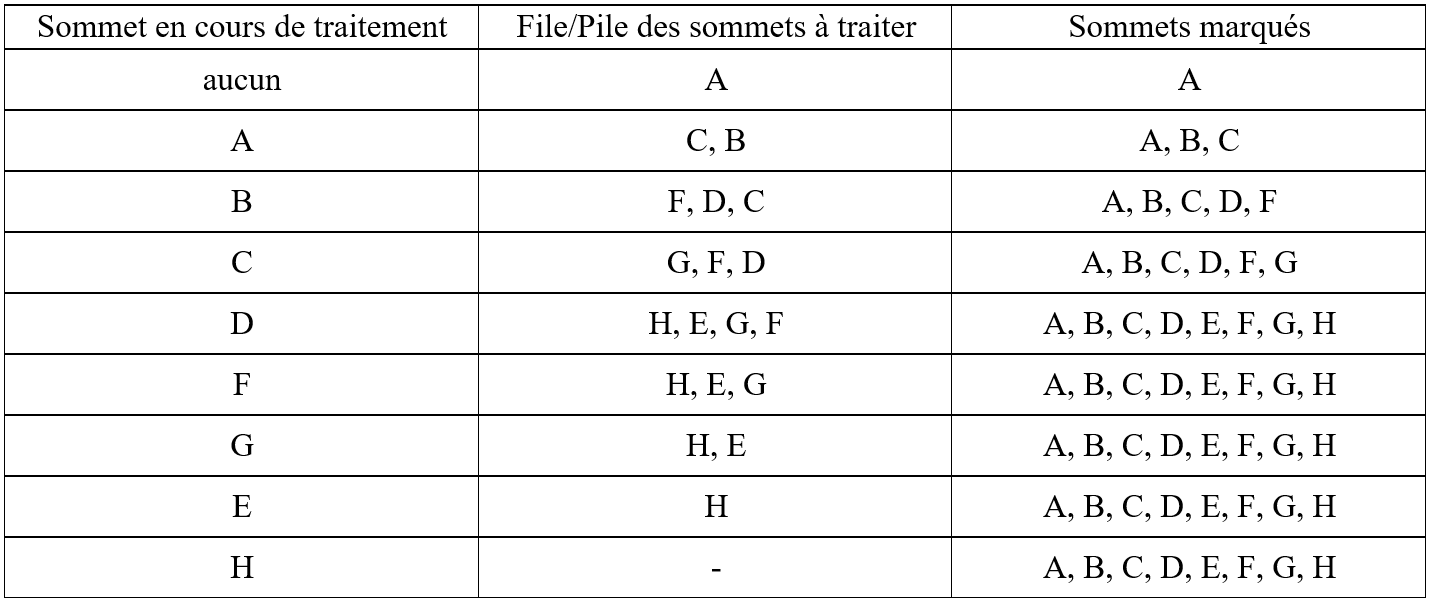 Sommet en cours de traitement File/Pile des sommets à traiter Sommets marqués
aucun A A
A C, B A, B, C
B F, D, C A, B, C, D, F
C G, F, D A, B, C, D, F, G
D H, E, G, F A, B, C, D, E, F, G, H
F H, E, G A, B, C, D, E, F, G, H
G H, E A, B, C, D, E, F, G, H
E H A, B, C, D, E, F, G, H
H - A, B, C, D, E, F, G, H